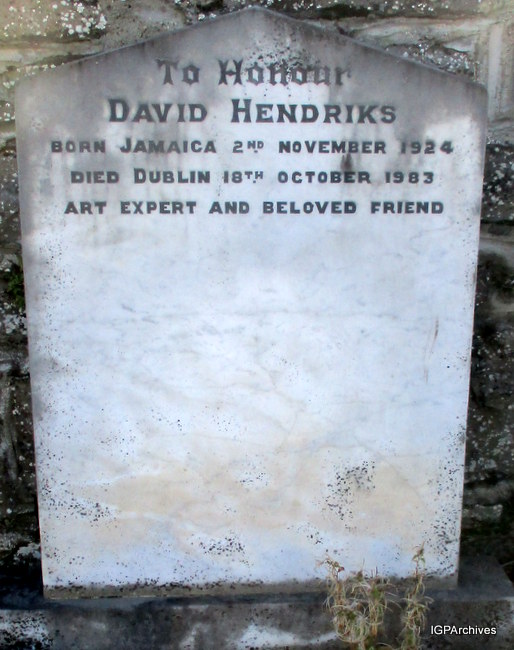 To Honour
DAVID HENDRIKS
BORN JAMAICA 2ND NOVEMBER 1924
DIED DUBLIN 18TH OCTOBER 1983
ART EXPERT AND BELOVED FRIEND
IGPArchives